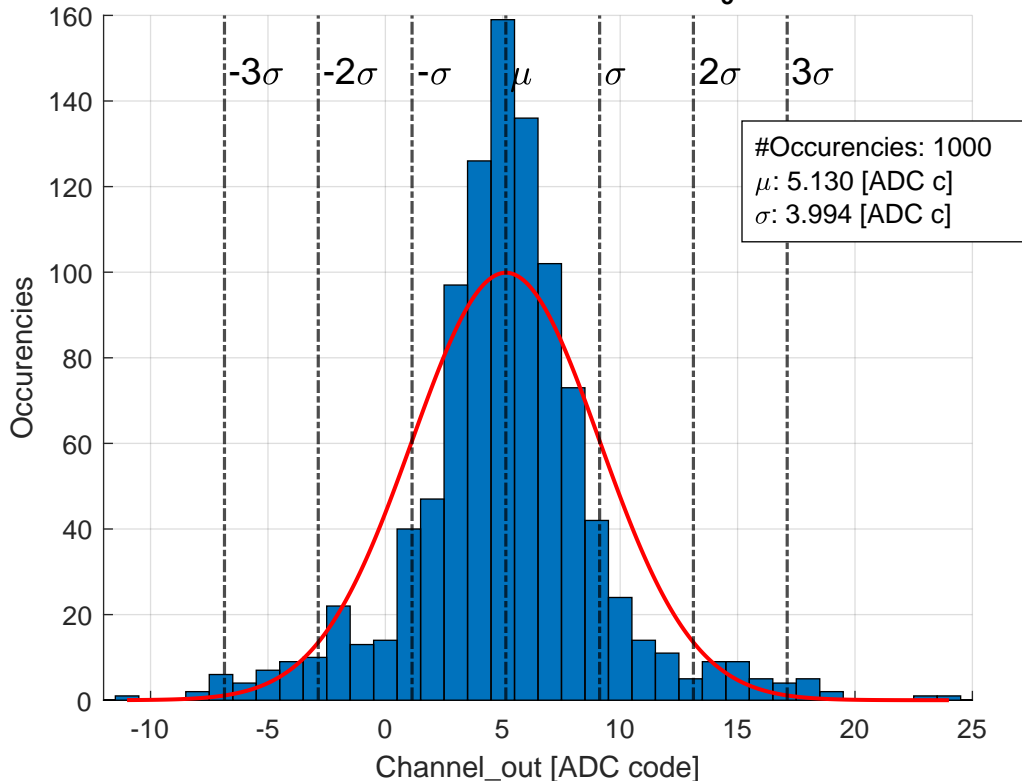 160
140
120
100
80
60
40
20
0
Occurencies
-3σ -2σ -σ μ σ 2σ 3σ
#Occurencies: 1000
μ: 5.130 [ADC c]
σ: 3.994 [ADC c]
-10 -5 0 5 10 15 20 25
Channel_out [ADC code]